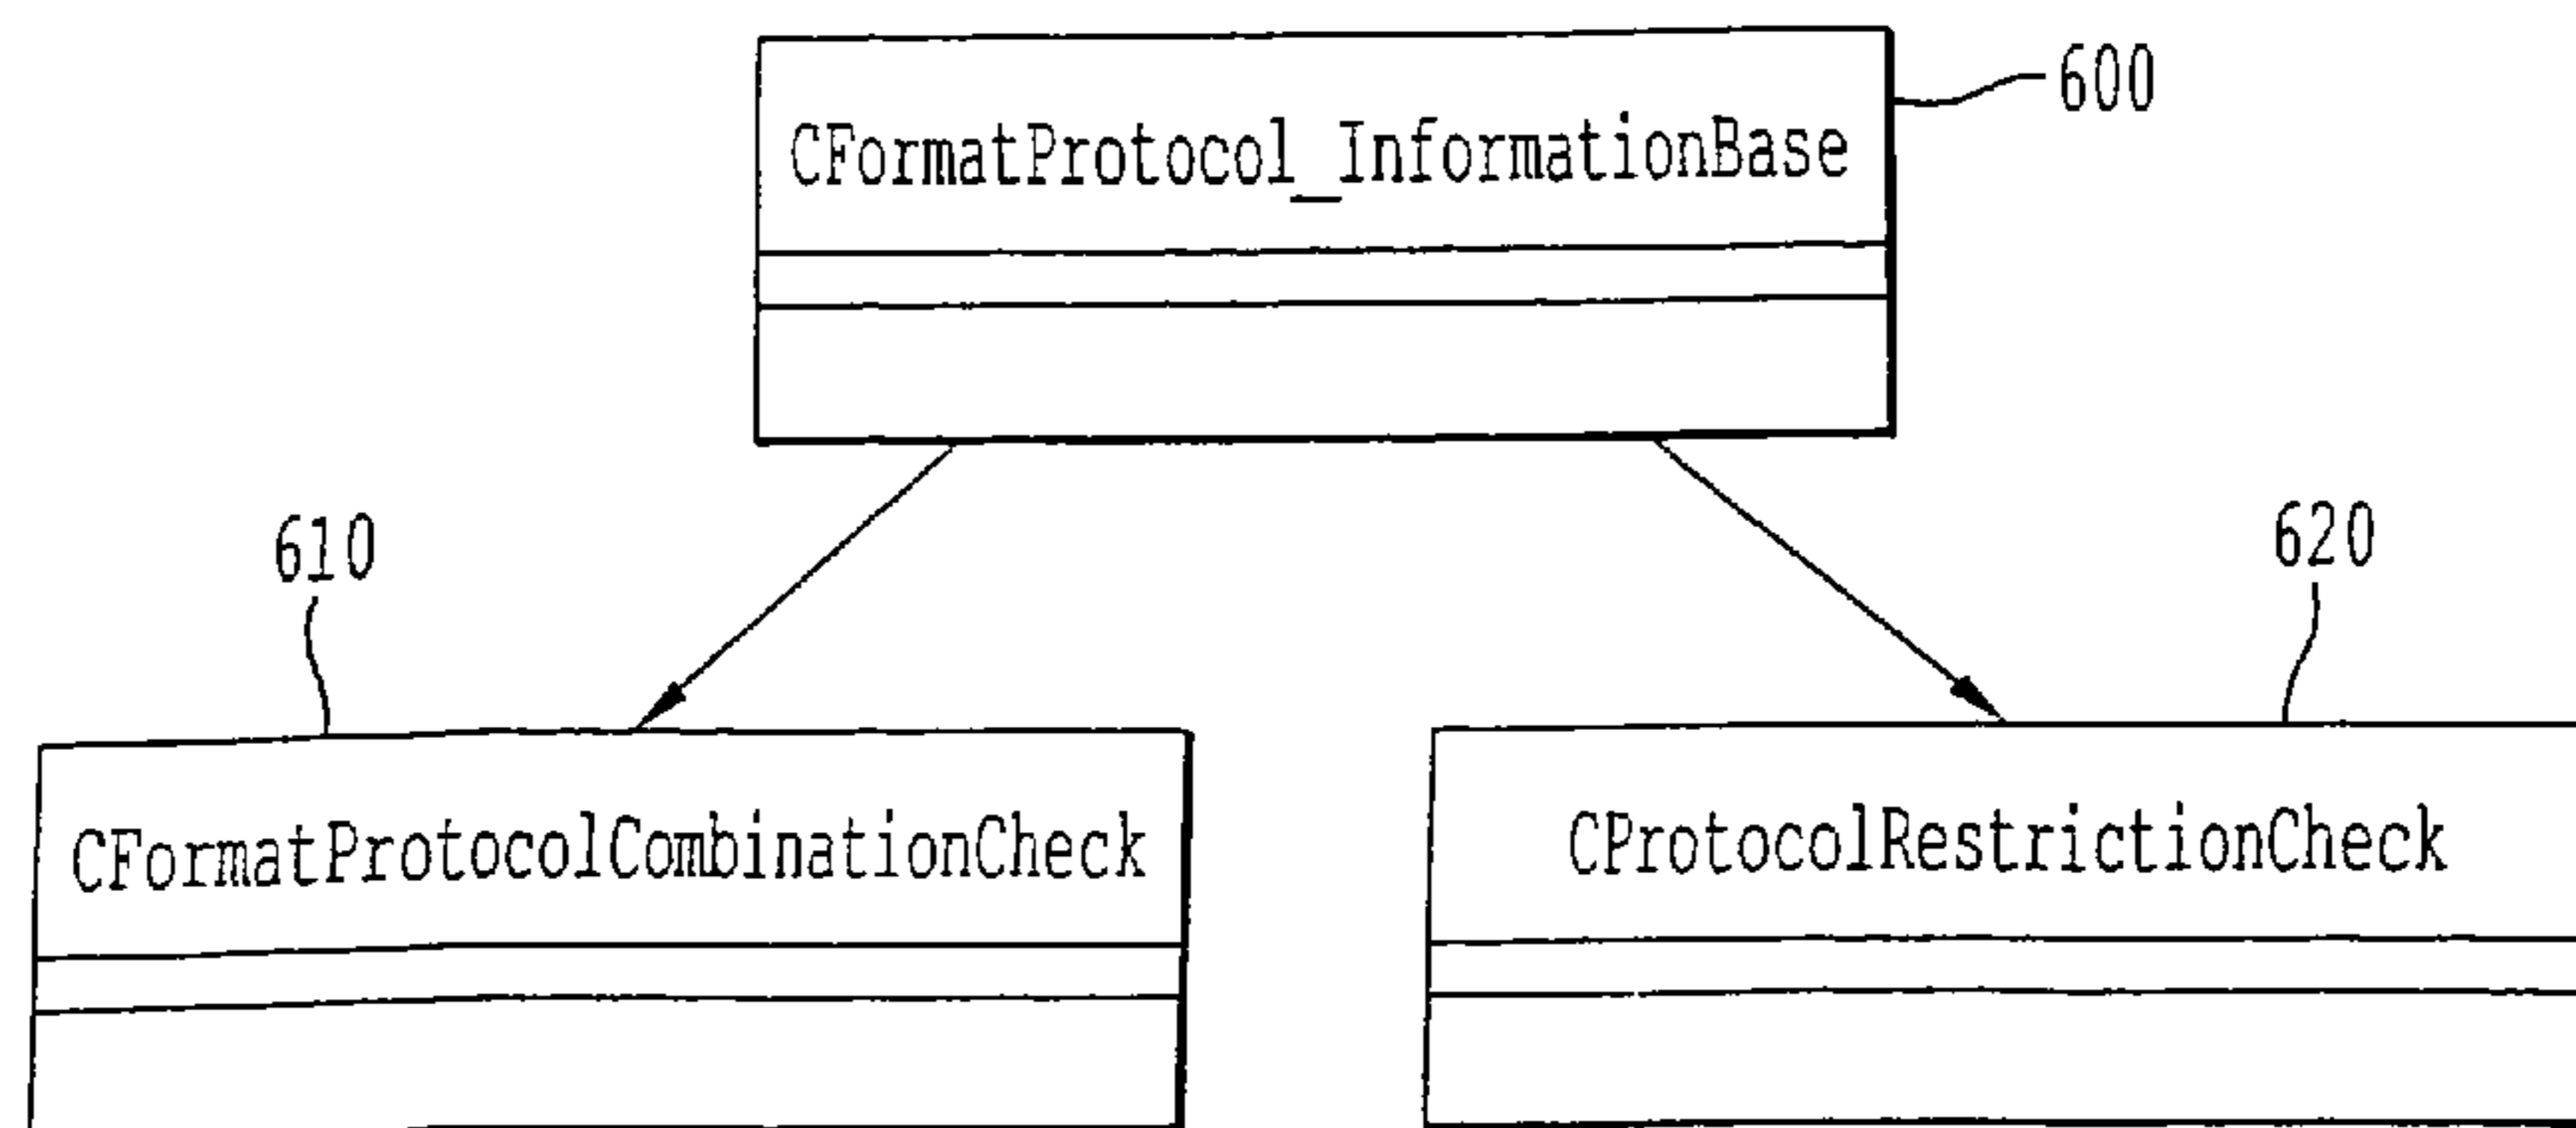 600
CFormatProtocol_InformationBase
610
620
CFormatProtocolCombinationCheck
CProtocolRestrictionCheck